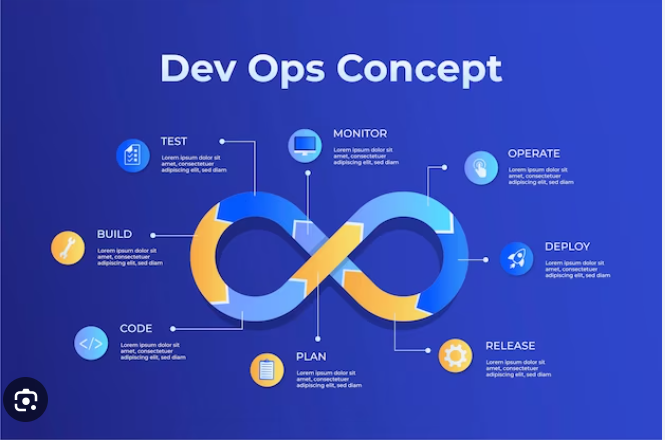 Dev Ops Concept
TEST
Lorem ipsum dolor sit
amet, consectetuer
adipiscing elit, sed diam
MONITOR
Lorem ipsum dolor sit
amet, consectetuer
adipiscing elit, sed diam
OPERATE
Lorem ipsum dolor sit
amet, consectetuer
adipiscing elit, sed diam
BUILD
Lorem ipsum dolor sit
amet, consectetuer
adipiscing elit, sed diam
DEPLOY
Lorem ipsum dolor sit
amet, consectetuer
adipiscing elit, sed diam
CODE
Lorem ipsum dolor sit
amet, consectetuer
adipiscing elit, sed diam
</>
PLAN
Lorem ipsum dolor sit
amet, consectetuer
adipiscing elit, sed diam
RELEASE
Lorem ipsum dolor sit
amet, consectetuer
adipiscing elit, sed diam